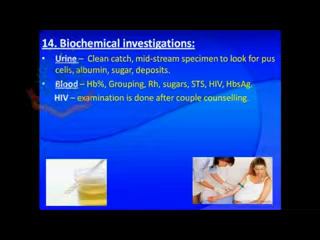 14. Biochemical investigations:
• Urine – Clean catch, mid-stream specimen to look for pus
cells, albumin, sugar, deposits.
• Blood – Hb%, Grouping, Rh, sugars, STS, HIV, HbsAg.
HIV – examination is done after couple counselling.